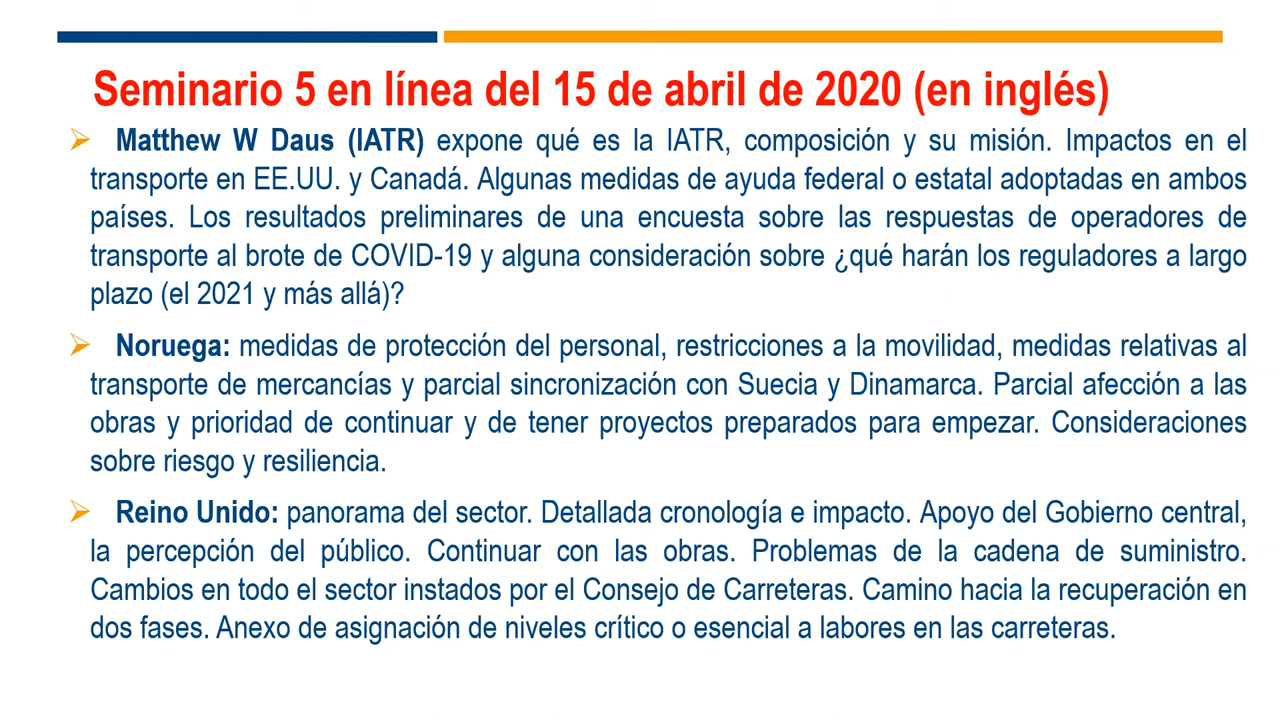 Seminario 5 en línea del 15 de abril de 2020 (en inglés)
Matthew W Daus (IATR) expone qué es la IATR, composición y su misión. Impactos en el
transporte en EE.UU. y Canadá. Algunas medidas de ayuda federal o estatal adoptadas en ambos
países. Los resultados preliminares de una encuesta sobre las respuestas de operadores de
transporte al brote de COVID-19 y alguna consideración sobre ¿qué harán los reguladores a largo
plazo (el 2021 y más allá)?
Noruega: medidas de protección del personal, restricciones a la movilidad, medidas relativas al
transporte de mercancías y parcial sincronización con Suecia y Dinamarca. Parcial afección a las
obras y prioridad de continuar y de tener proyectos preparados para empezar. Consideraciones
sobre riesgo y resiliencia.
Reino Unido: panorama del sector. Detallada cronología e impacto. Apoyo del Gobierno central,
la percepción del público. Continuar con las obras. Problemas de la cadena de suministro.
Cambios en todo el sector instados por el Consejo de Carreteras. Camino hacia la recuperación en
dos fases. Anexo de asignación de niveles crítico o esencial a labores en las carreteras.